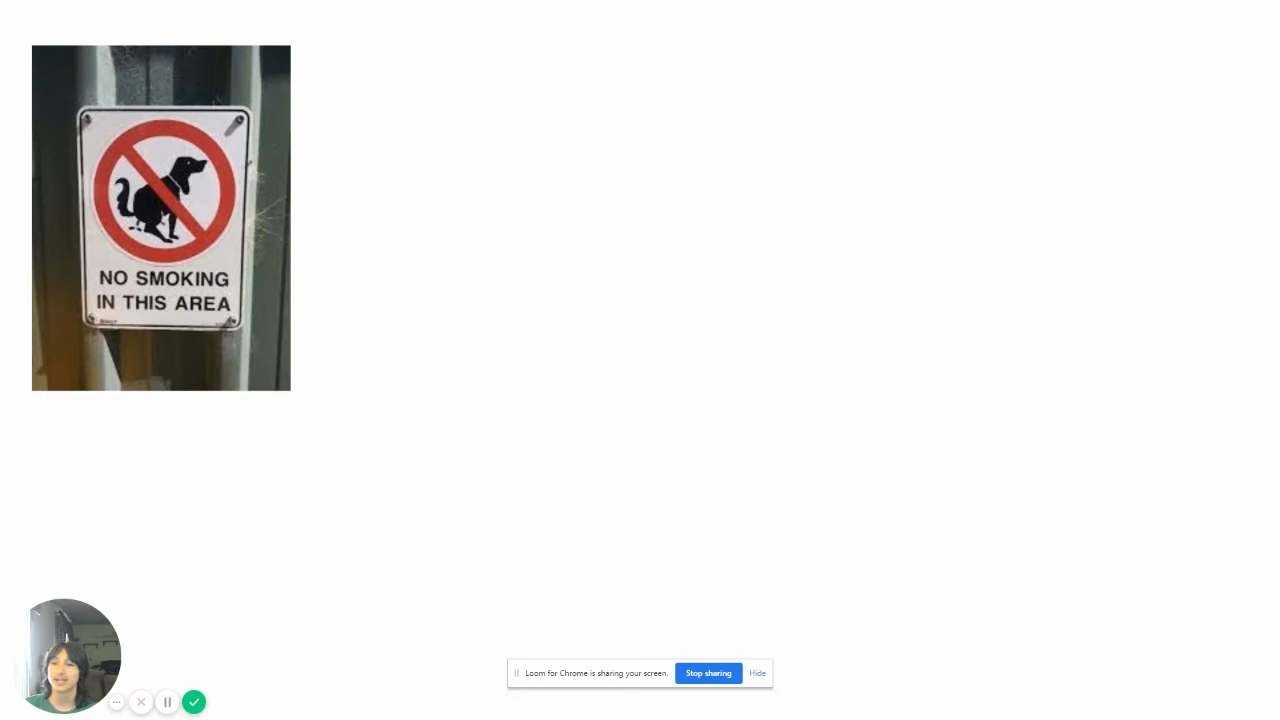 NO SMOKING
IN THIS AREA
Loom for Chrome is sharing your screen. Stop sharing Hide